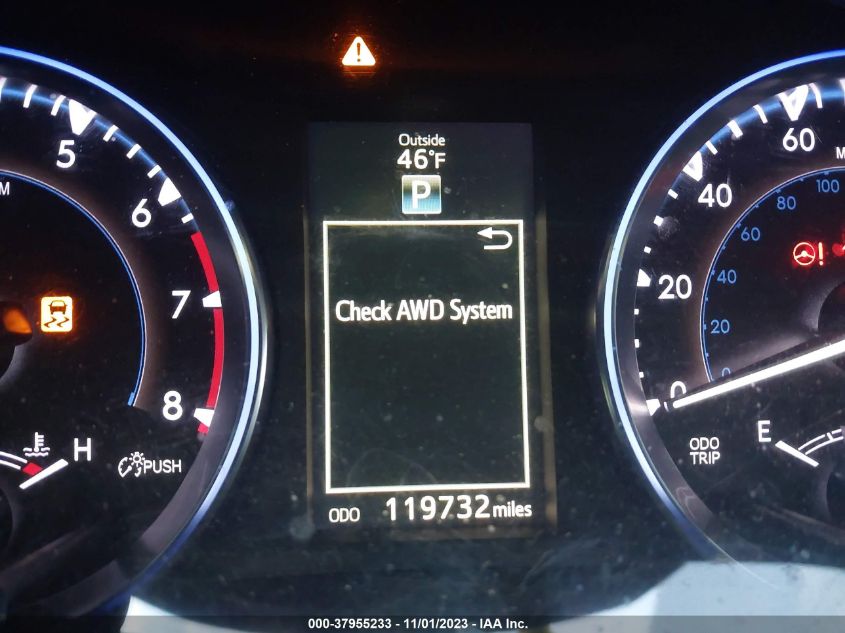 Outside
46°F
P
5
6
7
8
M
H
PUSH
Check AWD System
ODO 119732 miles
60
40
20
0
M
100
80
60
40
20
0
!
ODO
TRIP
E
000-37955233 - 11/01/2023 - IAA Inc.